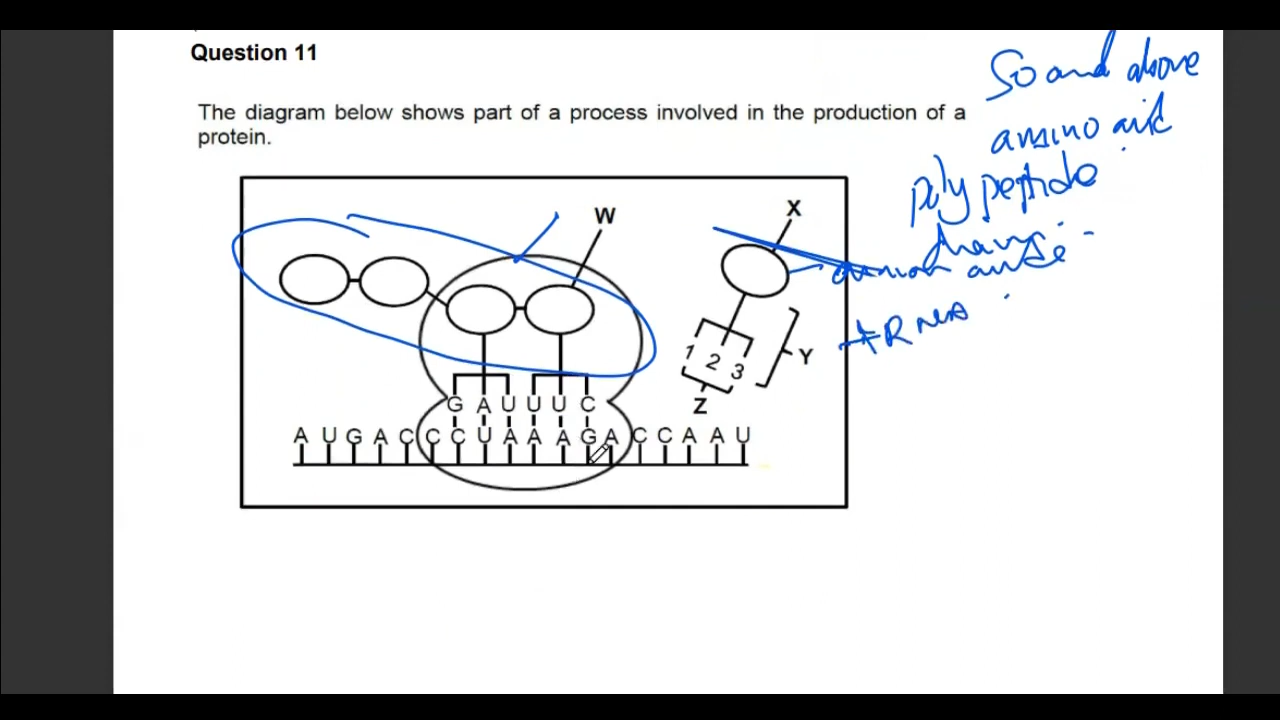 Question 11
So and above
The diagram below shows part of a process involved in the production of a
protein.
amino acid
poly peptide
W
X
1 2 3
Y
tRNA
Z
G A U U U C
A U G A C C C U A A A G A C C A A U